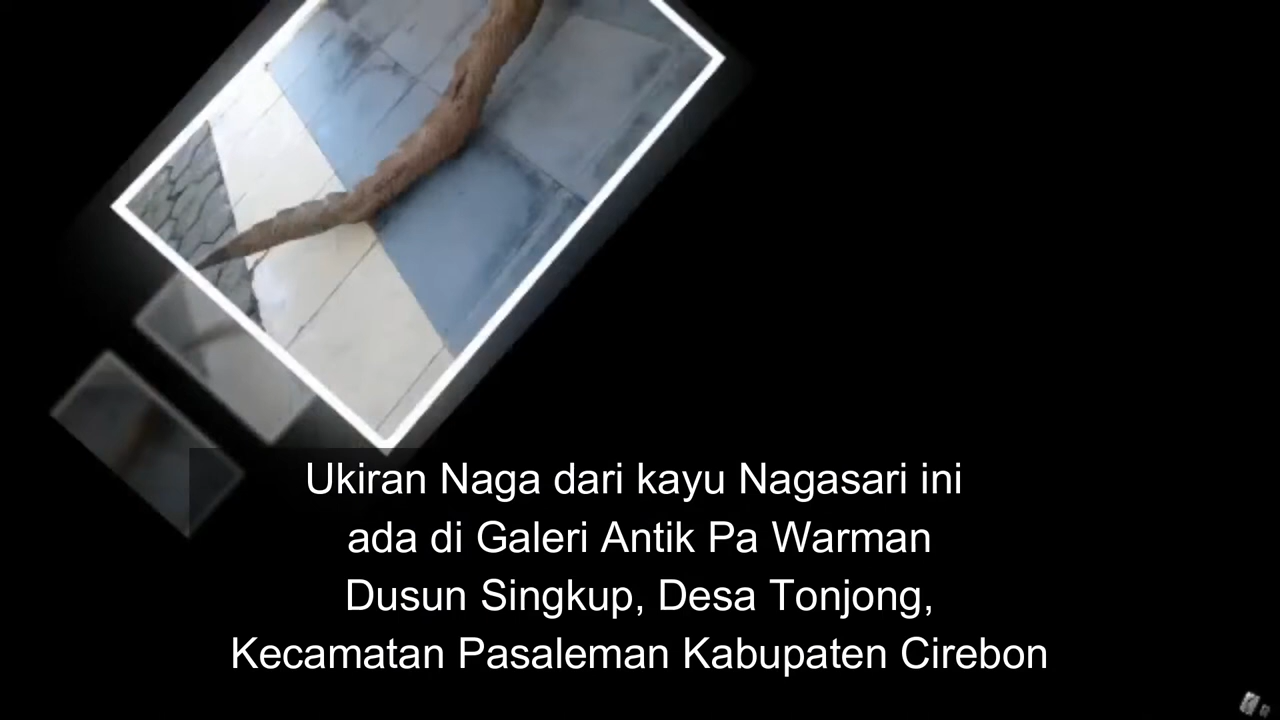 Ukiran Naga dari kayu Nagasari ini
ada di Galeri Antik Pa Warman
Dusun Singkup, Desa Tonjong,
Kecamatan Pasaleman Kabupaten Cirebon